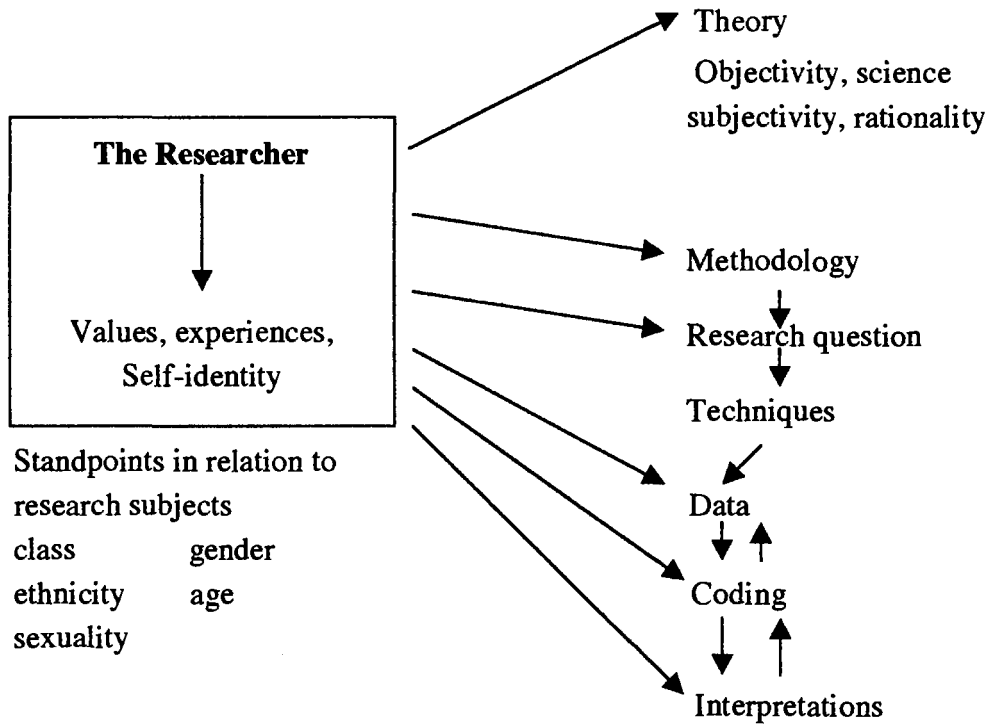 Theory
Objectivity, science
subjectivity, rationality
The Researcher
Values, experiences,
Self-identity
Standpoints in relation to
research subjects
class gender
ethnicity age
sexuality
Methodology
Research question
Techniques
Data
Coding
Interpretations